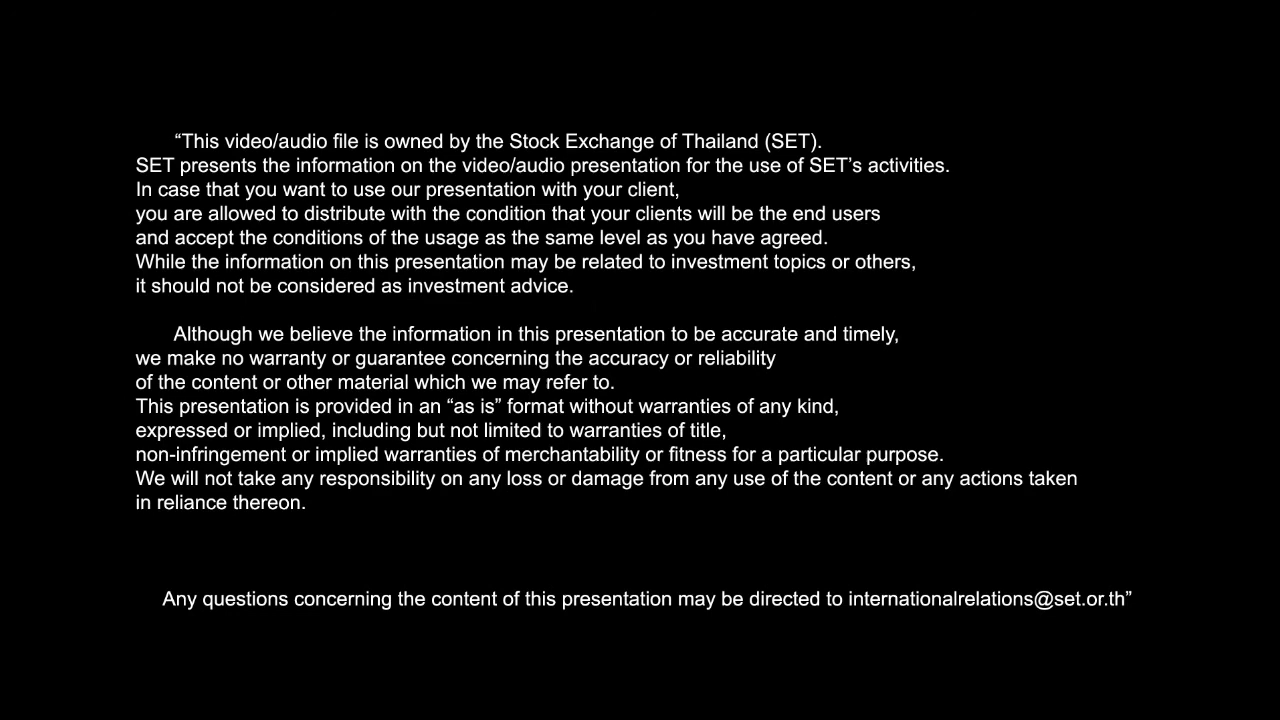 “This video/audio file is owned by the Stock Exchange of Thailand (SET).
SET presents the information on the video/audio presentation for the use of SET’s activities.
In case that you want to use our presentation with your client,
you are allowed to distribute with the condition that your clients will be the end users
and accept the conditions of the usage as the same level as you have agreed.
While the information on this presentation may be related to investment topics or others,
it should not be considered as investment advice.
Although we believe the information in this presentation to be accurate and timely,
we make no warranty or guarantee concerning the accuracy or reliability
of the content or other material which we may refer to.
This presentation is provided in an “as is” format without warranties of any kind,
expressed or implied, including but not limited to warranties of title,
non-infringement or implied warranties of merchantability or fitness for a particular purpose.
We will not take any responsibility on any loss or damage from any use of the content or any actions taken
in reliance thereon.
Any questions concerning the content of this presentation may be directed to internationalrelations@set.or.th”